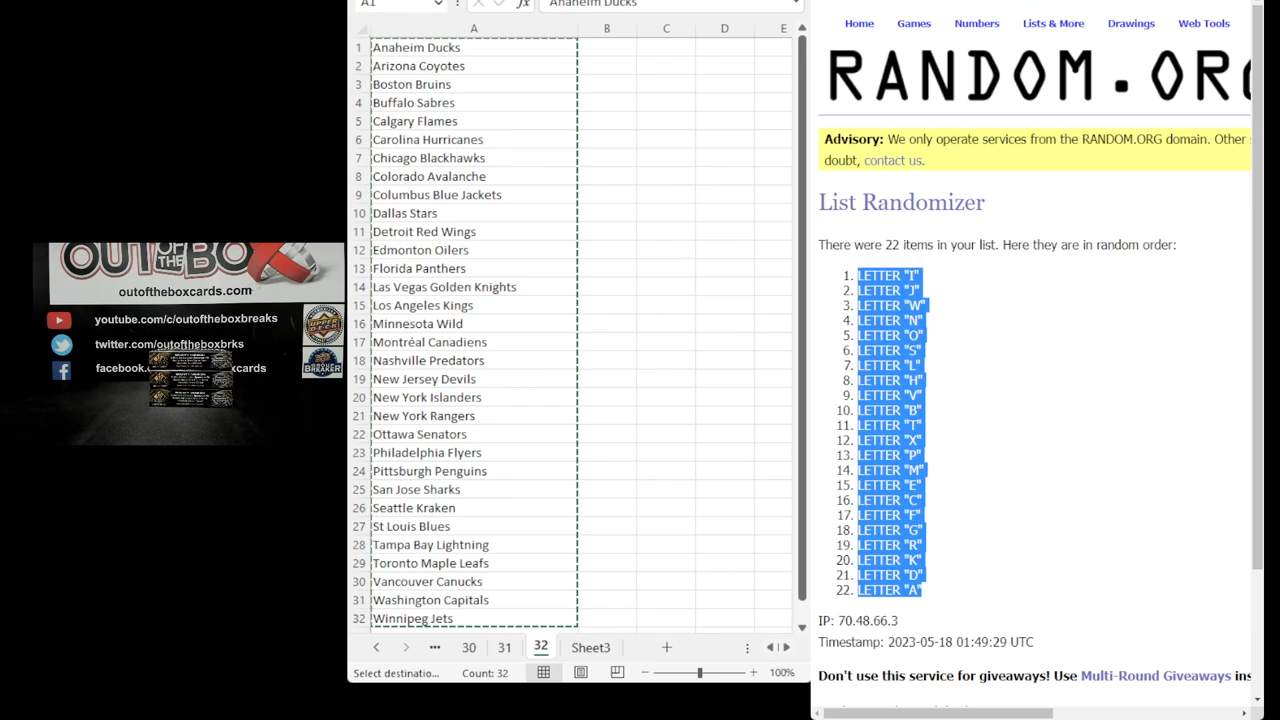 OUT OF THE BOX
outoftheboxcards.com
youtube.com/c/outoftheboxbreaks
twitter.com/outoftheboxbrks
facebook.
xcards
UPPER DECK
A1
fx
Anaheim Ducks
A B C D E
1 Anaheim Ducks
2 Arizona Coyotes
3 Boston Bruins
4 Buffalo Sabres
5 Calgary Flames
6 Carolina Hurricanes
7 Chicago Blackhawks
8 Colorado Avalanche
9 Columbus Blue Jackets
10 Dallas Stars
11 Detroit Red Wings
12 Edmonton Oilers
13 Florida Panthers
14 Las Vegas Golden Knights
15 Los Angeles Kings
16 Minnesota Wild
17 Montréal Canadiens
18 Nashville Predators
19 New Jersey Devils
20 New York Islanders
21 New York Rangers
22 Ottawa Senators
23 Philadelphia Flyers
24 Pittsburgh Penguins
25 San Jose Sharks
26 Seattle Kraken
27 St Louis Blues
28 Tampa Bay Lightning
29 Toronto Maple Leafs
30 Vancouver Canucks
31 Washington Capitals
32 Winnipeg Jets
... 30 31 32 Sheet3 +
Select destinatio... Count: 32 100%
Home Games Numbers Lists & More Drawings Web Tools
RANDOM.ORG
Advisory: We only operate services from the RANDOM.ORG domain. Other s
doubt, contact us.
List Randomizer
There were 22 items in your list. Here they are in random order:
1. LETTER "I"
2. LETTER "J"
3. LETTER "W"
4. LETTER "N"
5. LETTER "O"
6. LETTER "S"
7. LETTER "L"
8. LETTER "H"
9. LETTER "V"
10. LETTER "B"
11. LETTER "T"
12. LETTER "X"
13. LETTER "P"
14. LETTER "M"
15. LETTER "E"
16. LETTER "C"
17. LETTER "F"
18. LETTER "G"
19. LETTER "R"
20. LETTER "K"
21. LETTER "D"
22. LETTER "A"
IP: 70.48.66.3
Timestamp: 2023-05-18 01:49:29 UTC
Don't use this service for giveaways! Use Multi-Round Giveaways ins